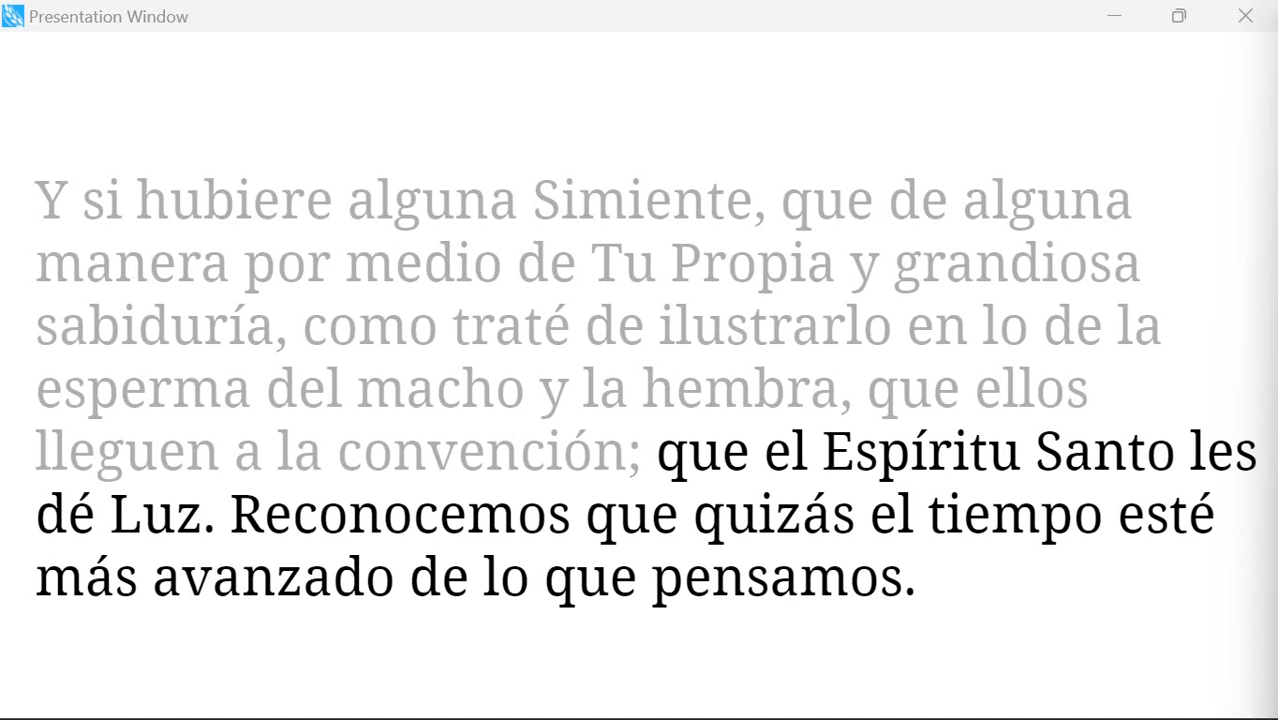 Presentation Window
Y si hubiere alguna Simiente, que de alguna
manera por medio de Tu Propia y grandiosa
sabiduría, como traté de ilustrarlo en lo de la
esperma del macho y la hembra, que ellos
lleguen a la convención; que el Espíritu Santo les
dé Luz. Reconocemos que quizás el tiempo esté
más avanzado de lo que pensamos.